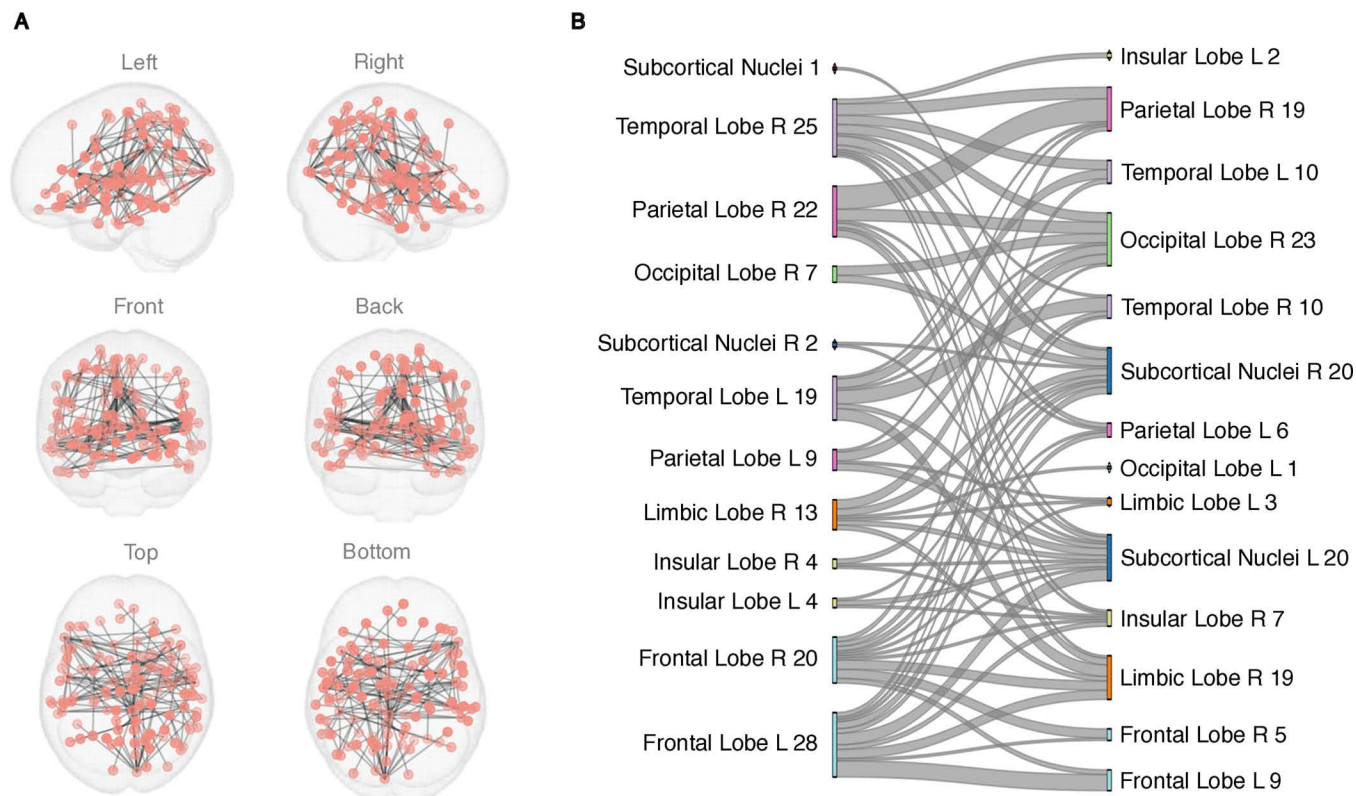 A
Left
Right
Front
Back
Top
Bottom
B
Subcortical Nuclei 1
Temporal Lobe R 25
Parietal Lobe R 22
Occipital Lobe R 7
Subcortical Nuclei R 2
Temporal Lobe L 19
Parietal Lobe L 9
Limbic Lobe R 13
Insular Lobe R 4
Insular Lobe L 4
Frontal Lobe R 20
Frontal Lobe L 28
Insular Lobe L 2
Parietal Lobe R 19
Temporal Lobe L 10
Occipital Lobe R 23
Temporal Lobe R 10
Subcortical Nuclei R 20
Parietal Lobe L 6
Occipital Lobe L 1
Limbic Lobe L 3
Subcortical Nuclei L 20
Insular Lobe R 7
Limbic Lobe R 19
Frontal Lobe R 5
Frontal Lobe L 9